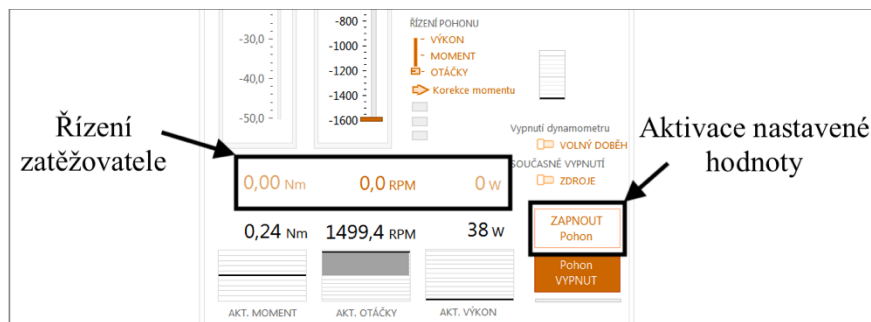 -30,0
-40,0
-50,0
-800
-1000
-1200
-1400
-1600
ŘÍZENÍ POHONU
VÝKON
MOMENT
OTÁČKY
Korekce momentu
Vypnutí dynamometru
VOLNÝ DOBĚH
SOUČASNÉ VYPNUTÍ
ZDROJE
Řízení
zatěžovatele
Aktivace nastavené
hodnoty
0,00 Nm 0,0 RPM 0 W
0,24 Nm 1499,4 RPM 38 W
ZAPNOUT
Pohon
Pohon
VYPNUT
AKT. MOMENT AKT. OTÁČKY AKT. VÝKON